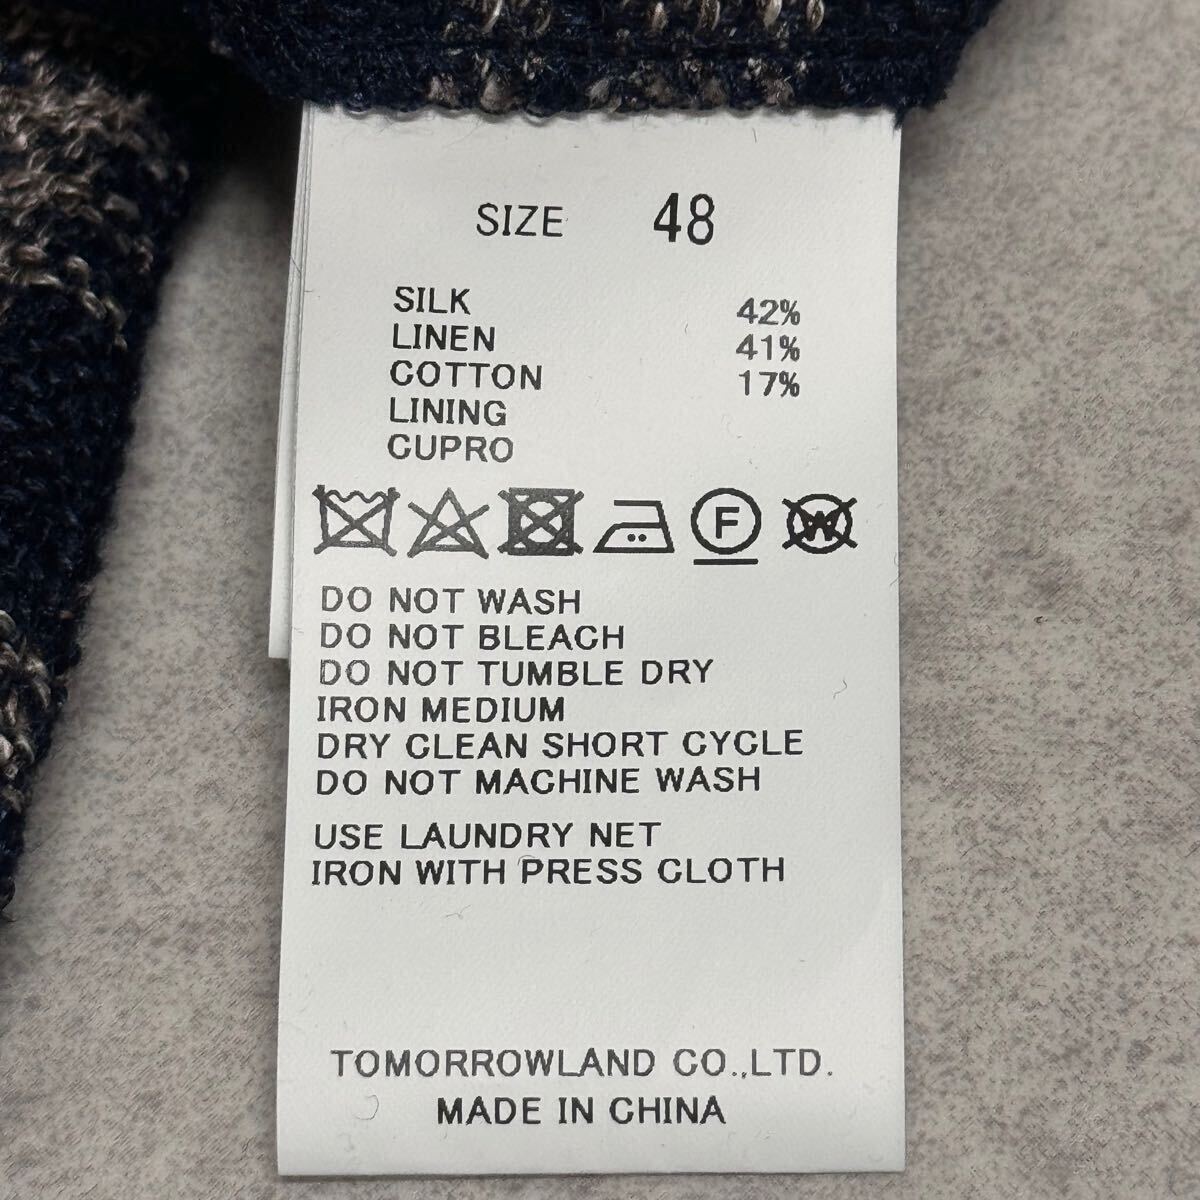 SIZE 48
SILK 42%
LINEN 41%
COTTON 17%
LINING
CUPRO
F W
DO NOT WASH
DO NOT BLEACH
DO NOT TUMBLE DRY
IRON MEDIUM
DRY CLEAN SHORT CYCLE
DO NOT MACHINE WASH
USE LAUNDRY NET
IRON WITH PRESS CLOTH
TOMORROWLAND CO.,LTD.
MADE IN CHINA